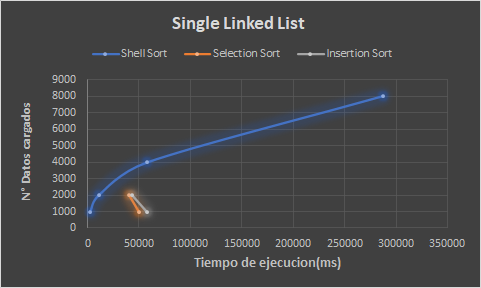 Single Linked List
Shell Sort Selection Sort Insertion Sort
N° Datos cargados
9000
8000
7000
6000
5000
4000
3000
2000
1000
0
0 50000 100000 150000 200000 250000 300000 350000
Tiempo de ejecucion(ms)